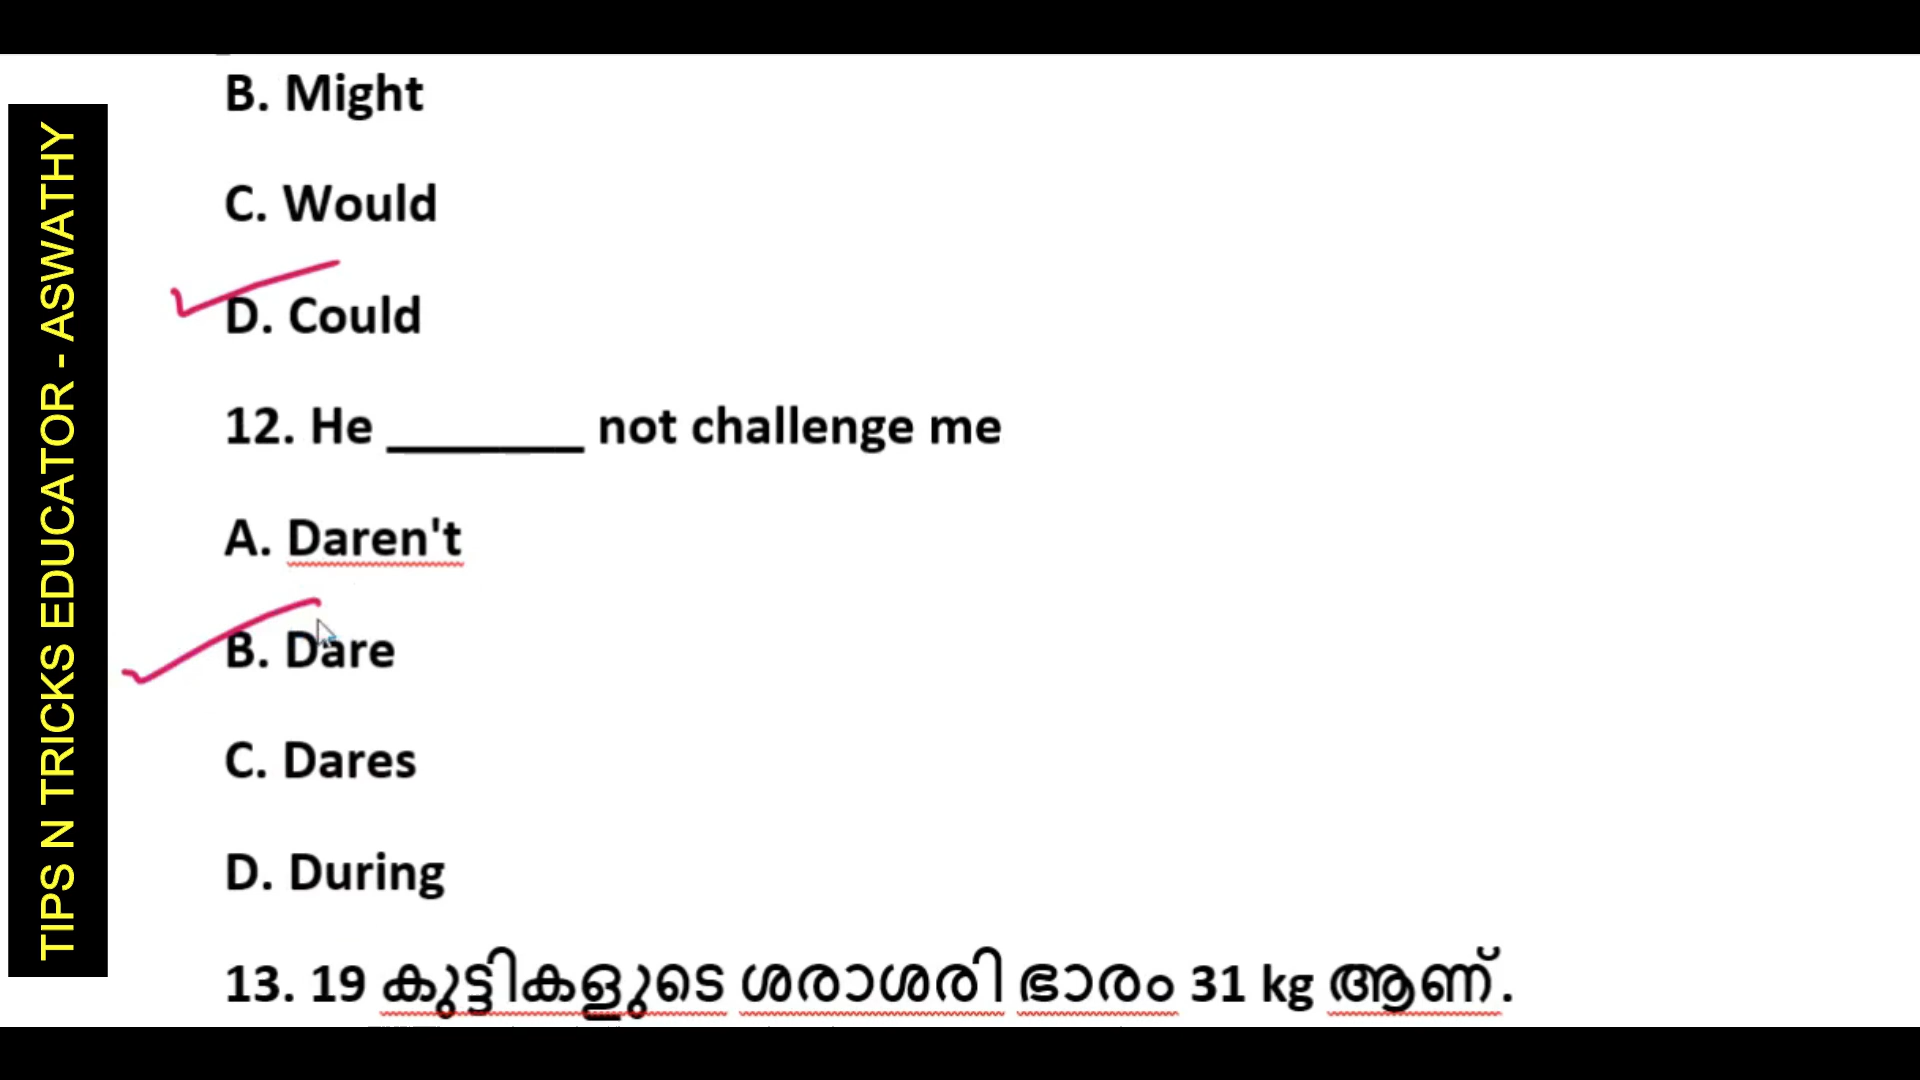 TIPS N TRICKS EDUCATOR - ASWATHY
B. Might
C. Would
D. Could
12. He _______ not challenge me
A. Daren't
B. Dare
C. Dares
D. During
13. 19 കുട്ടികളുടെ ശരാശരി ഭാരം 31 kg ആണ്.